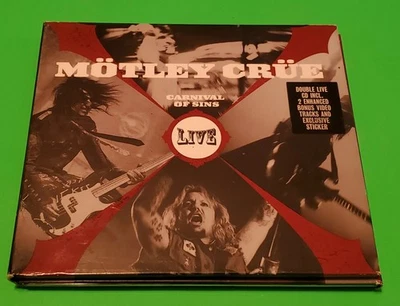 MÖTLEY CRÜE
CARNIVAL
OF SINS
LIVE
DOUBLE LIVE
CD INCL.
2 ENHANCED
BONUS VIDEO
TRACKS AND
EXCLUSIVE
STICKER